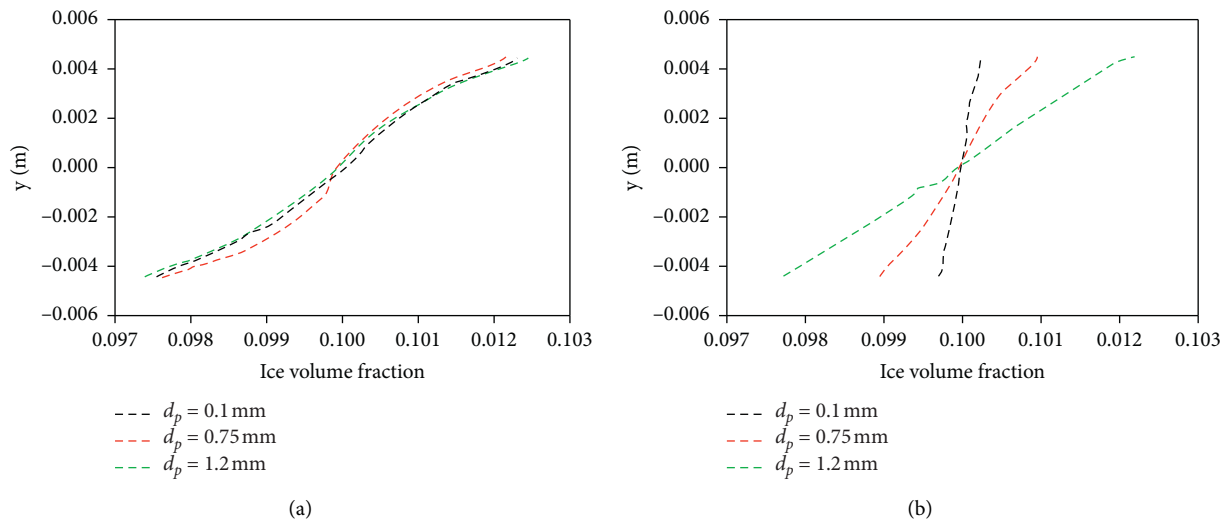 0.006
0.004
0.002
0.000
–0.002
–0.004
–0.006
y (m)
0.097 0.098 0.099 0.100 0.101 0.102 0.103
Ice volume fraction
d_p = 0.1 mm
d_p = 0.75 mm
d_p = 1.2 mm
(a)
0.006
0.004
0.002
0.000
–0.002
–0.004
–0.006
y (m)
0.097 0.098 0.099 0.100 0.101 0.012 0.103
Ice volume fraction
d_p = 0.1 mm
d_p = 0.75 mm
d_p = 1.2 mm
(b)